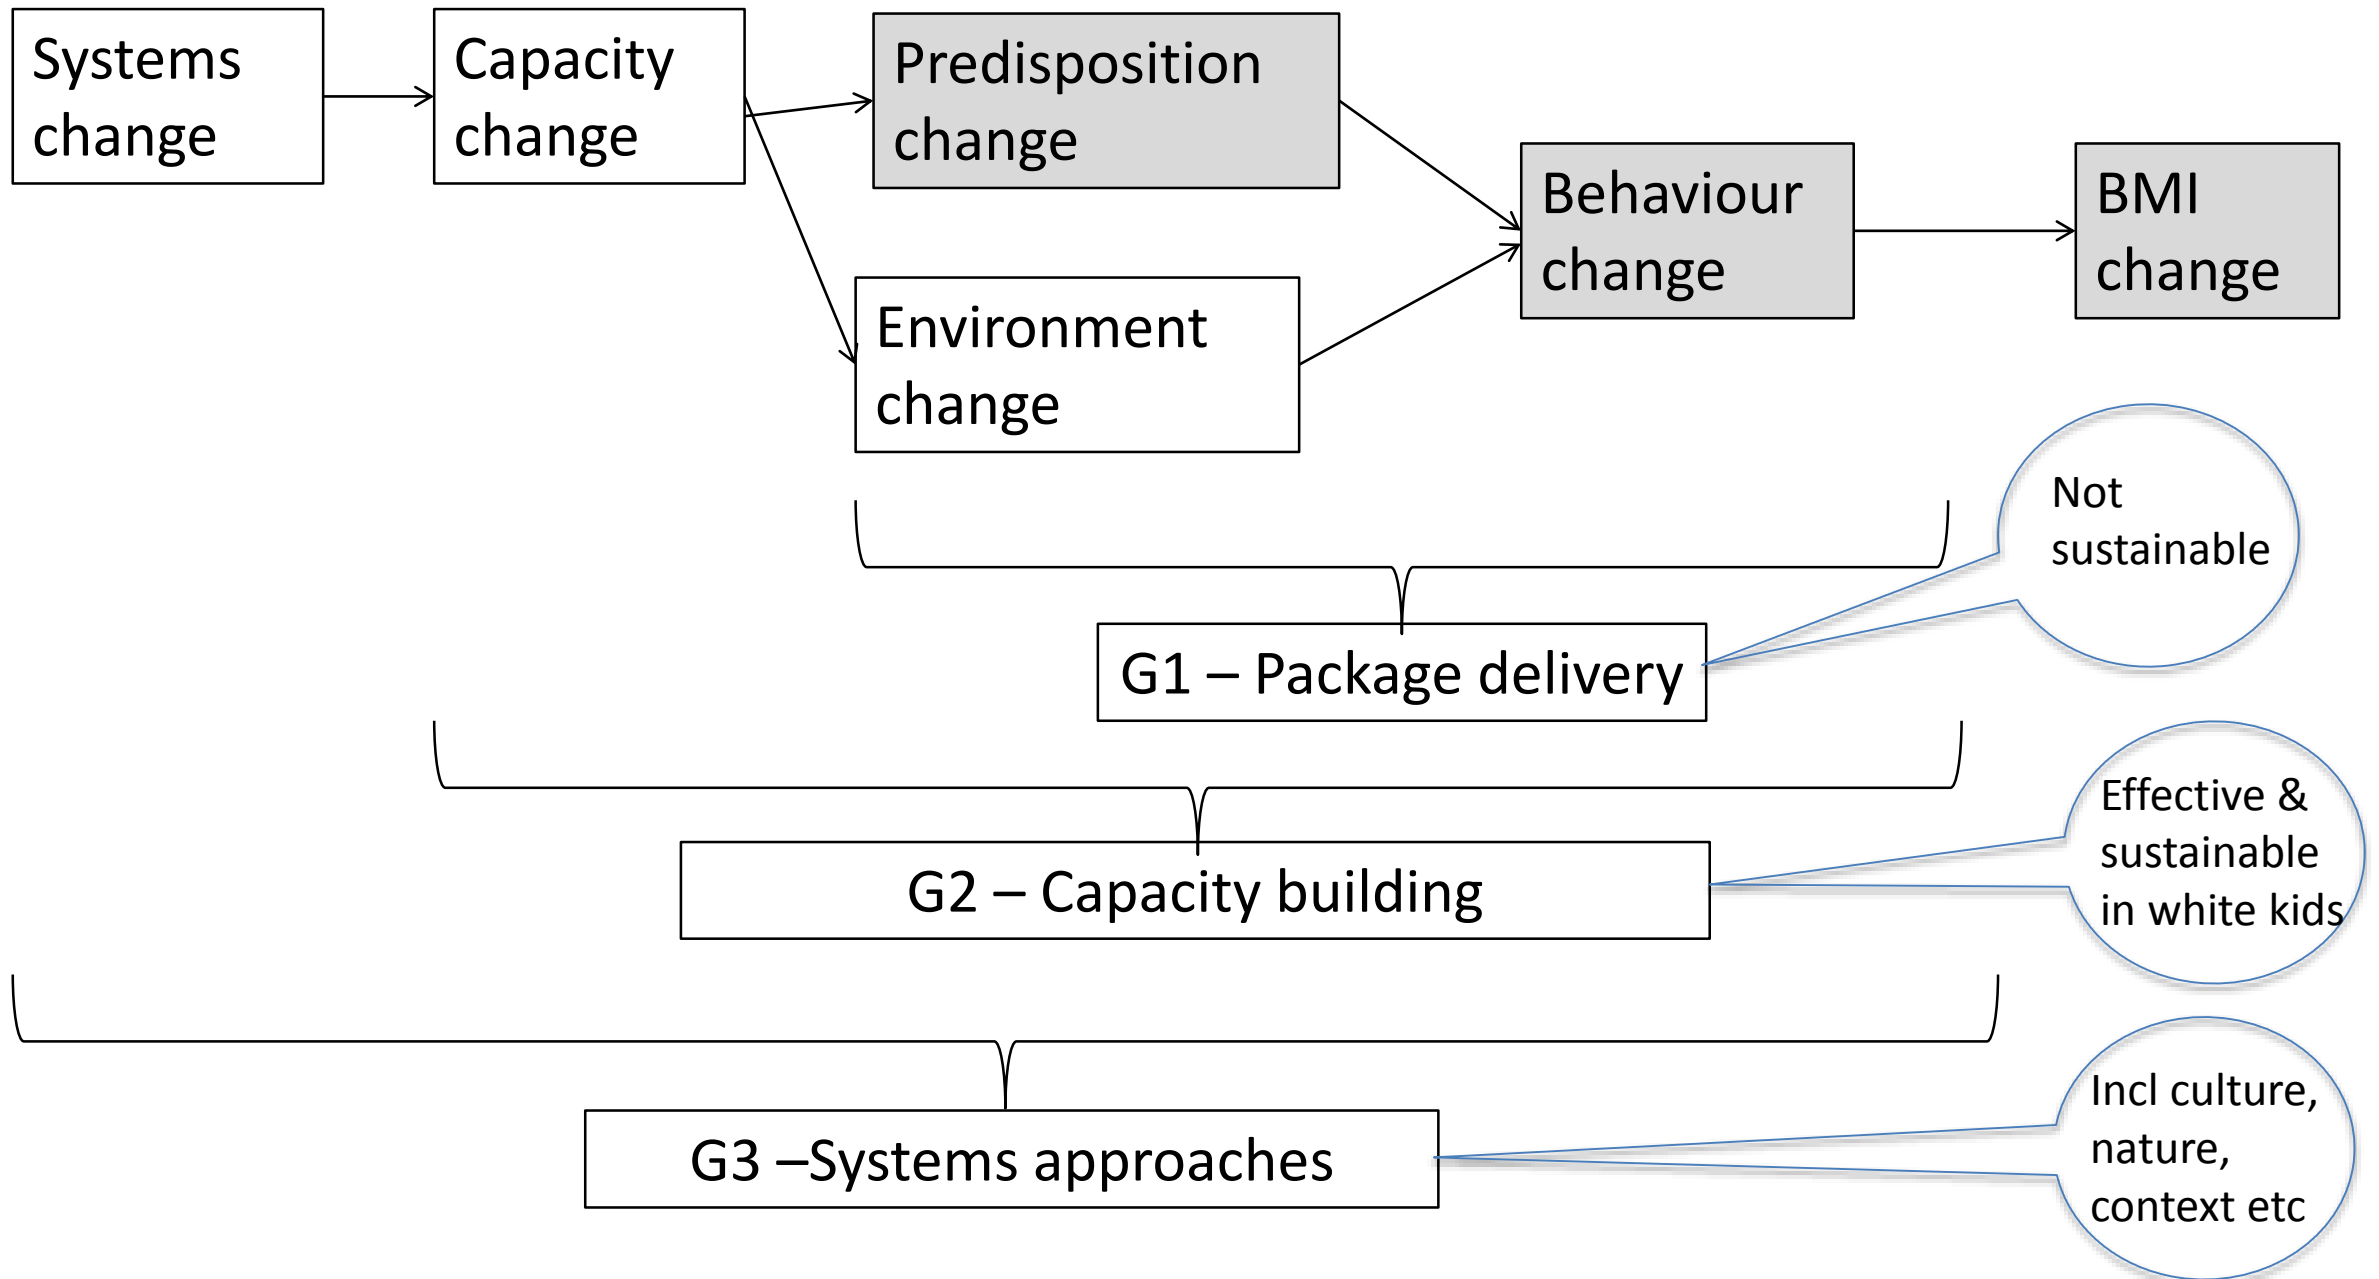 Systems
change
Capacity
change
Predisposition
change
Behaviour
change
BMI
change
Environment
change
Not
sustainable
G1 – Package delivery
Effective &
sustainable
in white kids
G2 – Capacity building
Incl culture,
nature,
context etc
G3 –Systems approaches